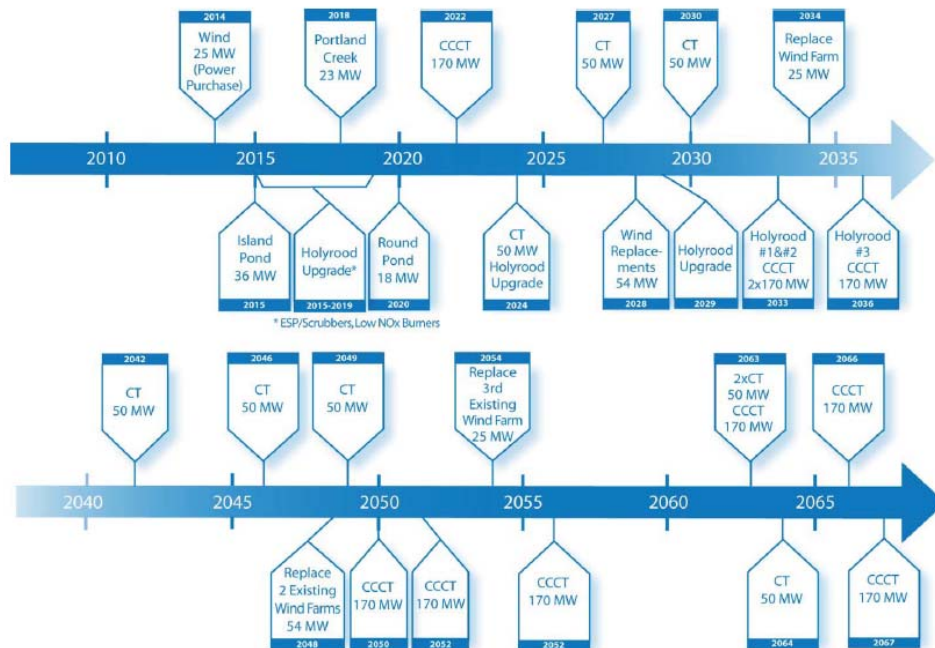 2014
Wind
25 MW
(Power
Purchase)
2018
Portland
Creek
23 MW
2022
CCCT
170 MW
2027
CT
50 MW
2030
CT
50 MW
2034
Replace
Wind Farm
25 MW
2010
2015
2020
2025
2030
2035
Island
Pond
36 MW
2015
Holyrood
Upgrade*
2015-2019
Round
Pond
18 MW
2020
CT
50 MW
Holyrood
Upgrade
2024
Wind
Replace-
ments
54 MW
2028
Holyrood
Upgrade
2029
Holyrood
#1&#2
CCCT
2x170 MW
2033
Holyrood
#3
CCCT
170 MW
2036
* ESP/Scrubbers, Low NOx Burners
2042
CT
50 MW
2046
CT
50 MW
2049
CT
50 MW
2054
Replace
3rd
Existing
Wind Farm
25 MW
2063
2xCT
50 MW
CCCT
170 MW
2066
CCCT
170 MW
2040
2045
2050
2055
2060
2065
Replace
2 Existing
Wind Farms
54 MW
2048
CCCT
170 MW
2050
CCCT
170 MW
2052
CCCT
170 MW
2052
CT
50 MW
2064
CCCT
170 MW
2067